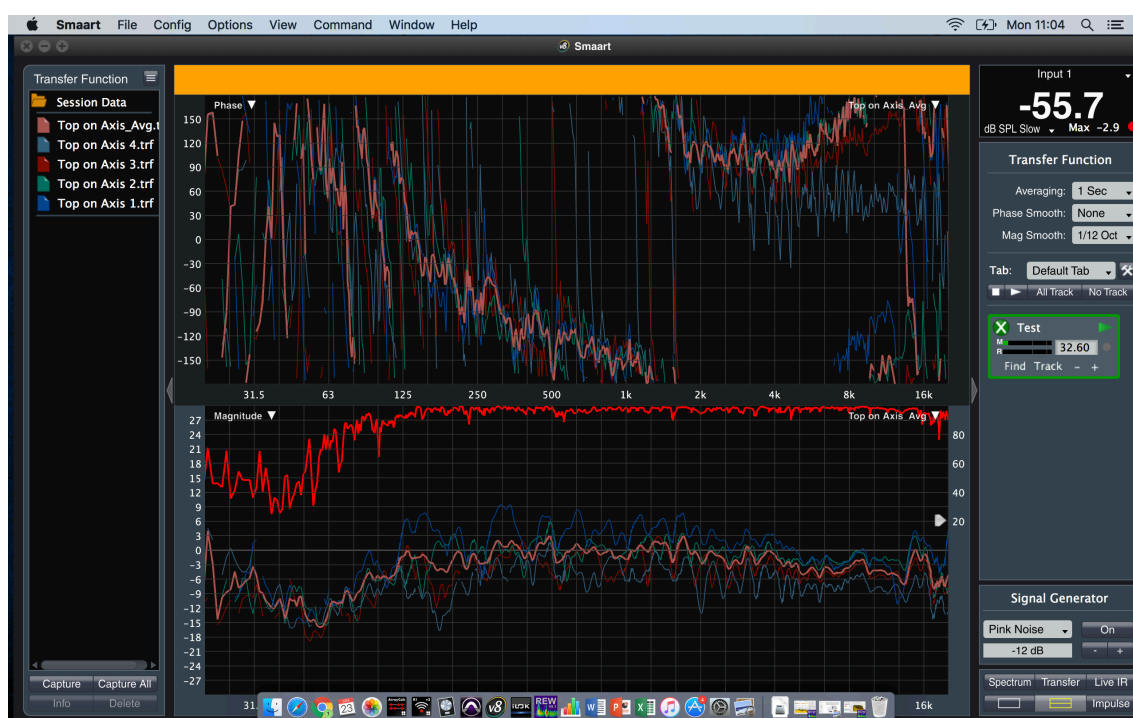 Smaart File Config Options View Command Window Help Mon 11:04
Smaart
Transfer Function
Session Data
Top on Axis_Avg.t
Top on Axis 4.trf
Top on Axis 3.trf
Top on Axis 2.trf
Top on Axis 1.trf
Capture Capture All
Info Delete
Phase Top on Axis_Avg
150
120
90
60
30
0
-30
-60
-90
-120
-150
31.5 63 125 250 500 1k 2k 4k 8k 16k
Magnitude Top on Axis Avg
27
24
21
18
15
12
9
6
3
0
-3
-6
-9
-12
-15
-18
-21
-24
-27
80
60
40
20
31. 16k
Input 1
-55.7
dB SPL Slow Max -2.9
Transfer Function
Averaging: 1 Sec
Phase Smooth: None
Mag Smooth: 1/12 Oct
Tab: Default Tab
All Track No Track
Test
M
R
32.60
Find Track - +
Signal Generator
Pink Noise On
-12 dB - +
Spectrum Transfer Live IR
Impulse
23
v8
REW